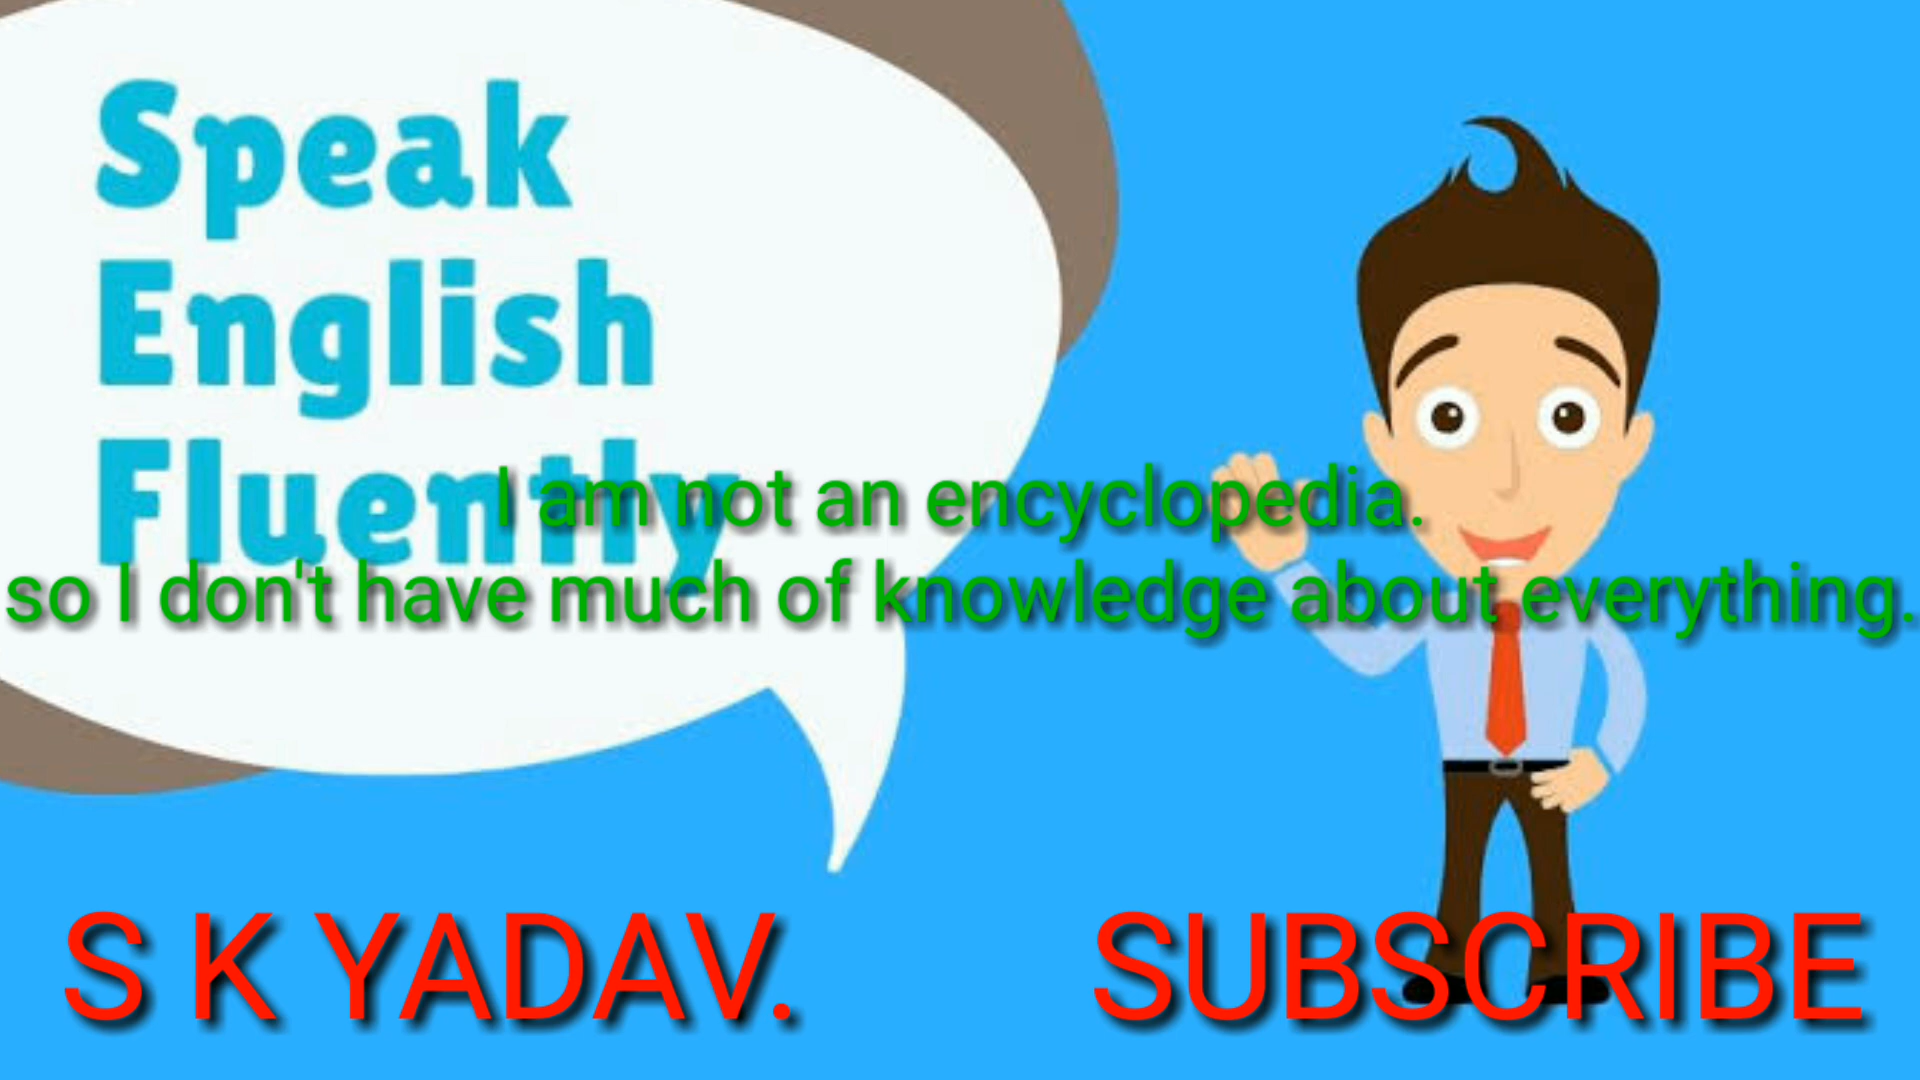 Speak
English
Fluently
I am not an encyclopedia.
so I don't have much of knowledge about everything.
S K YADAV.
SUBSCRIBE